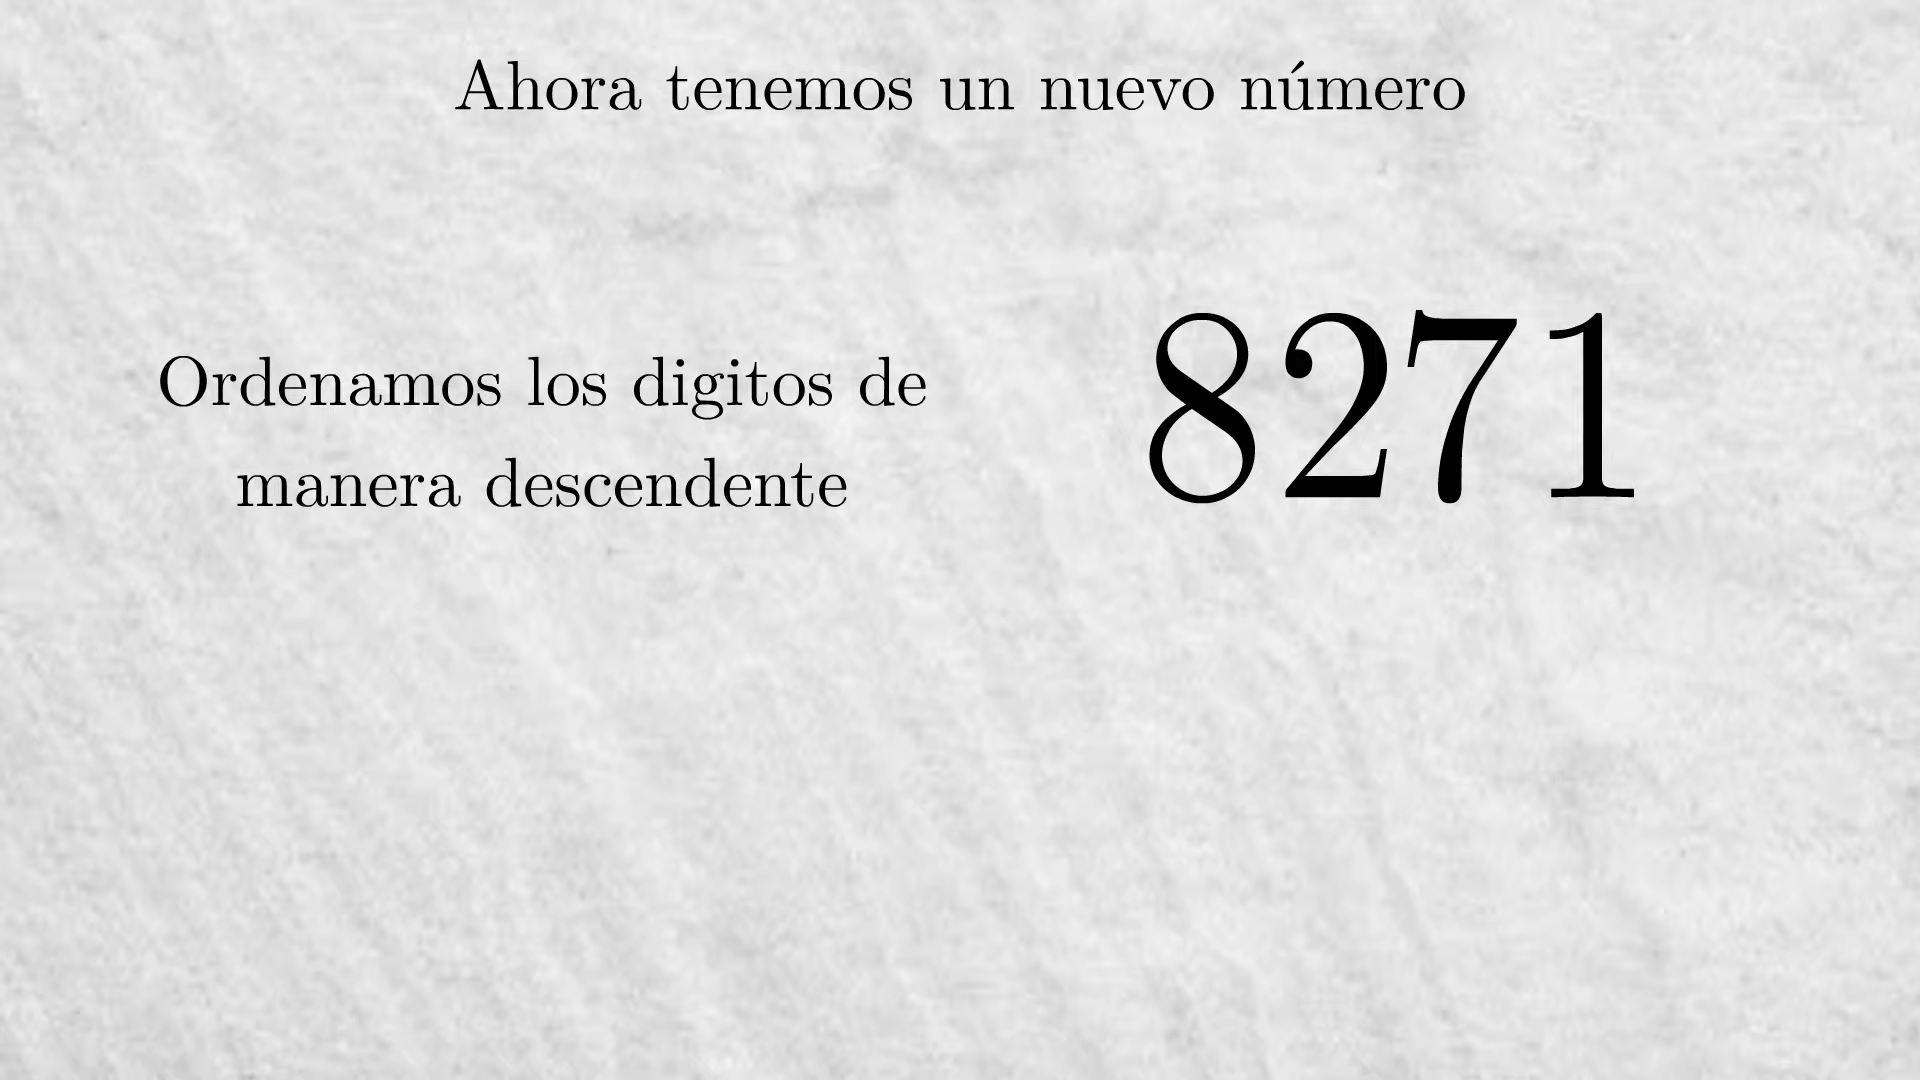 Ahora tenemos un nuevo número
Ordenamos los digitos de
manera descendente
8271